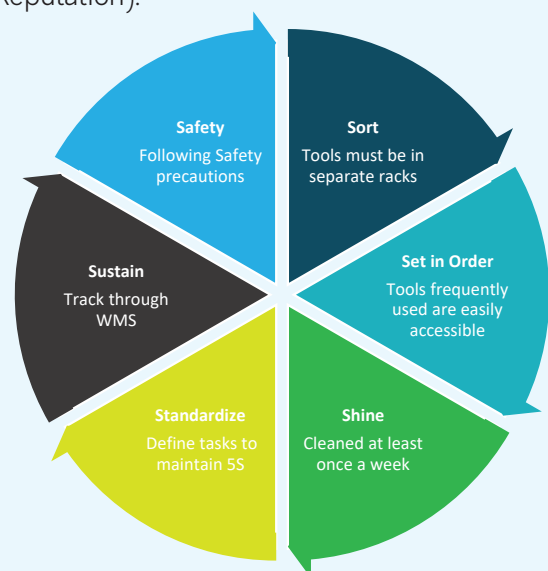 Reputation).
Safety
Following Safety
precautions
Sort
Tools must be in
separate racks
Set in Order
Tools frequently
used are easily
accessible
Shine
Cleaned at least
once a week
Standardize
Define tasks to
maintain 5S
Sustain
Track through
WMS